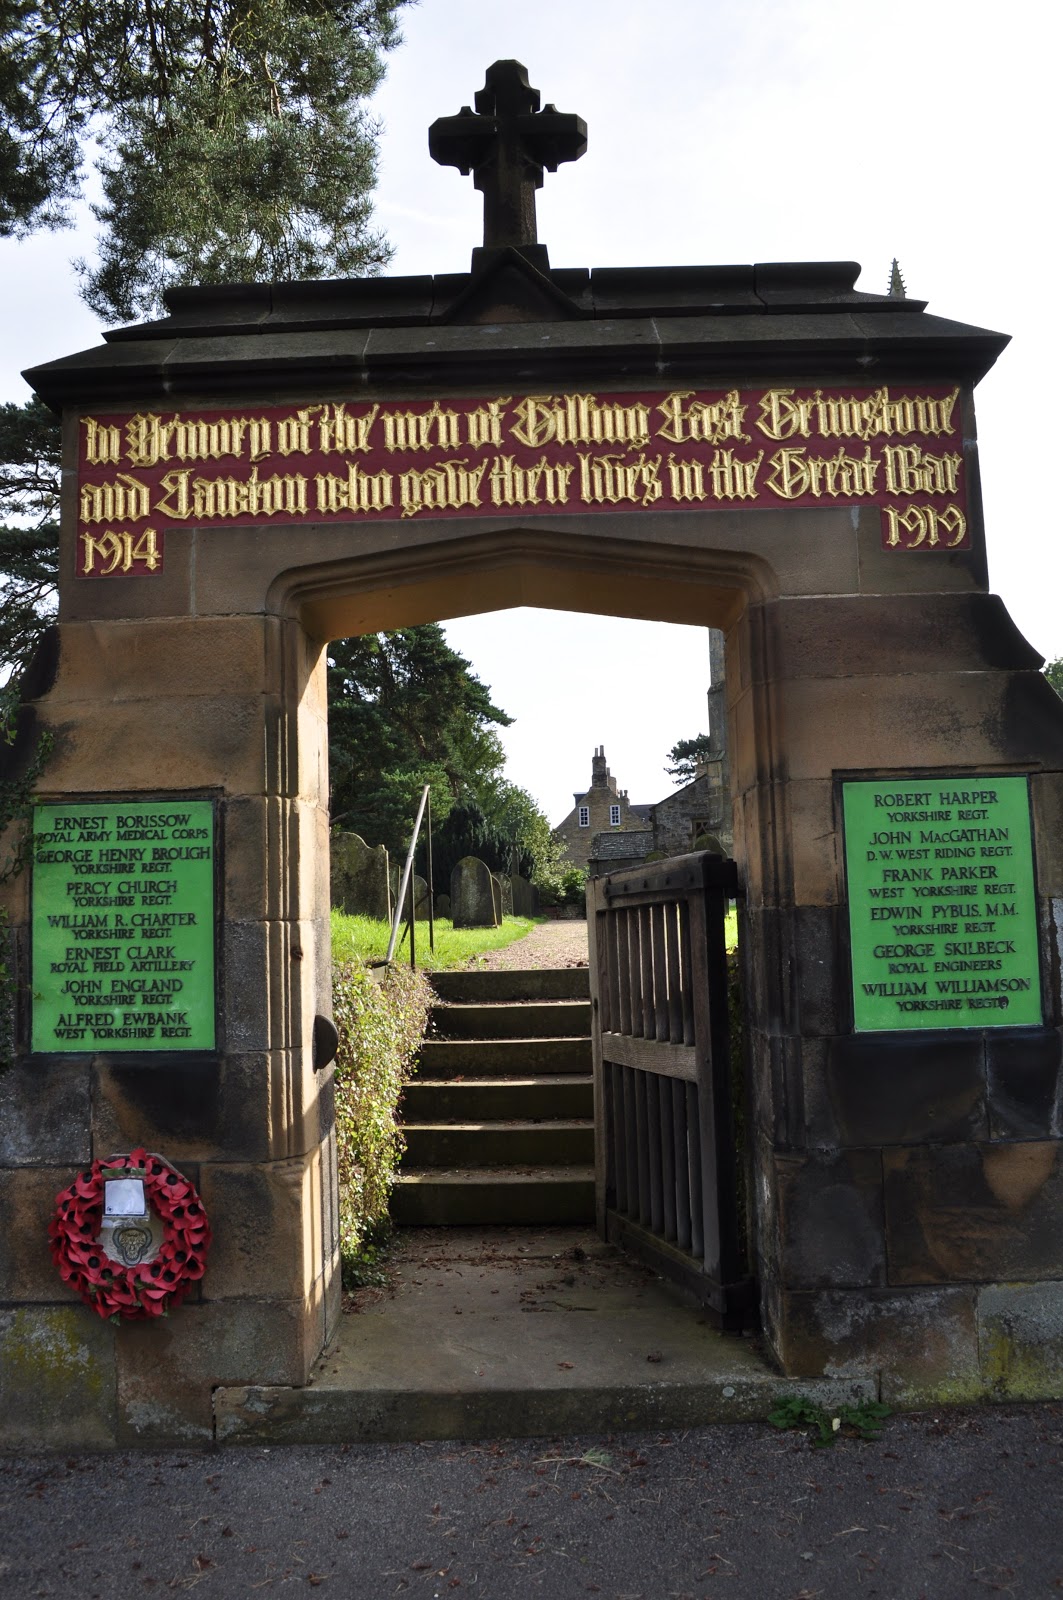 In Memory of the men of Gilling East Grimstone
and Cawton who gave their lives in the Great War
1914 1919
ERNEST BORISSOW
ROYAL ARMY MEDICAL CORPS
GEORGE HENRY BROUGH
YORKSHIRE REGT.
PERCY CHURCH
YORKSHIRE REGT.
WILLIAM R. CHARTER
YORKSHIRE REGT.
ERNEST CLARK
ROYAL FIELD ARTILLERY
JOHN ENGLAND
YORKSHIRE REGT.
ALFRED EWBANK
WEST YORKSHIRE REGT.
ROBERT HARPER
YORKSHIRE REGT.
JOHN MACGATHAN
D.W. WEST RIDING REGT.
FRANK PARKER
WEST YORKSHIRE REGT.
EDWIN PYBUS. M.M.
YORKSHIRE REGT.
GEORGE SKILBECK
ROYAL ENGINEERS
WILLIAM WILLIAMSON
YORKSHIRE REGT.